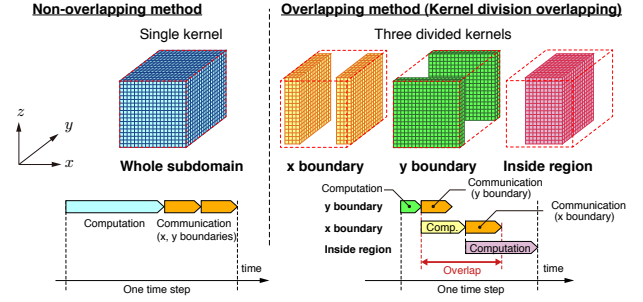 Non-overlapping method
Single kernel
z
y
x
Whole subdomain
Computation
Communication
(x, y boundaries)
time
One time step
Overlapping method (Kernel division overlapping)
Three divided kernels
x boundary
y boundary
Inside region
Computation
Communication
(y boundary)
y boundary
Communication
(x boundary)
x boundary
Comp.
Inside region
Computation
Overlap
time
One time step